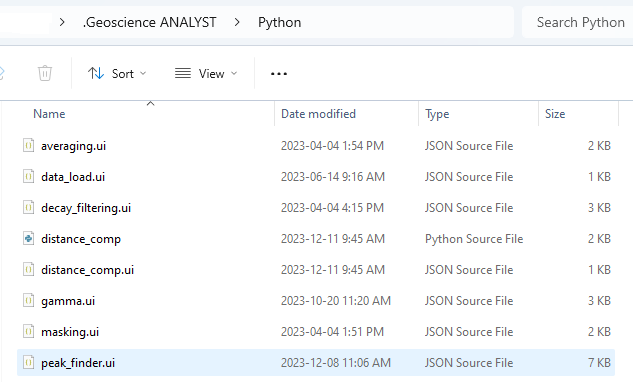 .Geoscience ANALYST > Python
Search Python
Sort View ...
Name Date modified Type Size
averaging.ui 2023-04-04 1:54 PM JSON Source File 2 KB
data_load.ui 2023-06-14 9:16 AM JSON Source File 1 KB
decay_filtering.ui 2023-04-04 4:15 PM JSON Source File 3 KB
distance_comp 2023-12-11 9:45 AM Python Source File 2 KB
distance_comp.ui 2023-12-11 9:45 AM JSON Source File 1 KB
gamma.ui 2023-10-20 11:20 AM JSON Source File 3 KB
masking.ui 2023-04-04 1:51 PM JSON Source File 2 KB
peak_finder.ui 2023-12-08 11:06 AM JSON Source File 7 KB